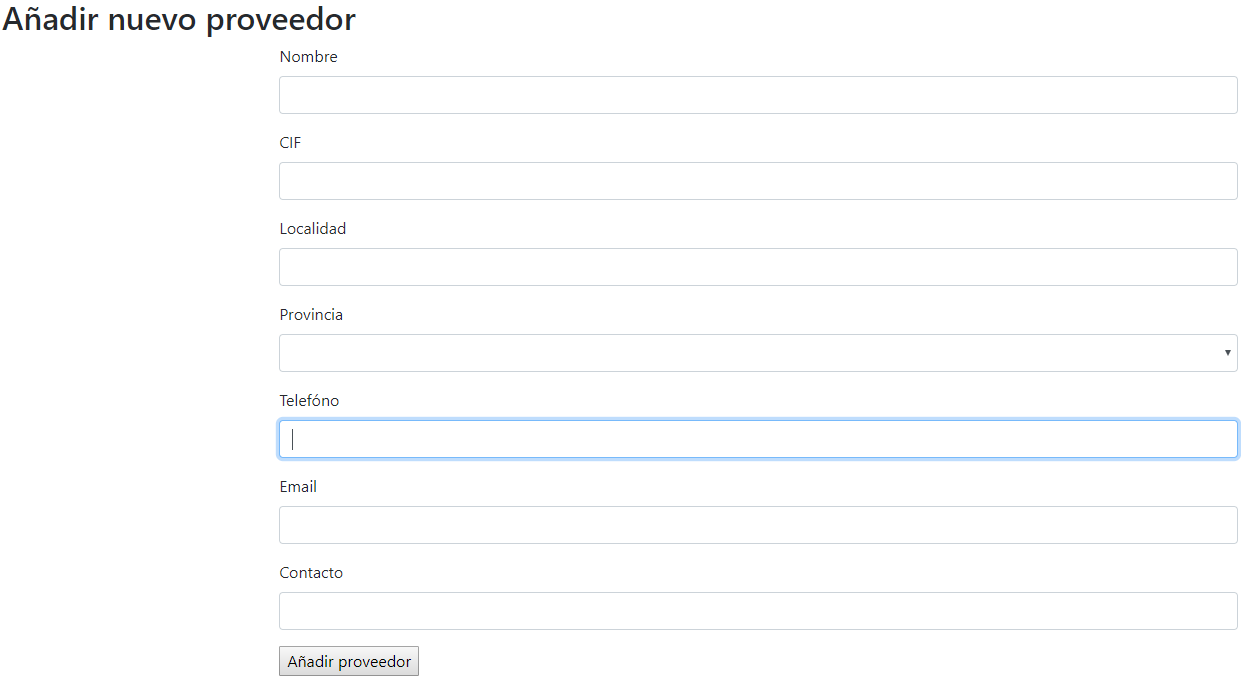 Añadir nuevo proveedor
Nombre
CIF
Localidad
Provincia
Telefóno
Email
Contacto
Añadir proveedor